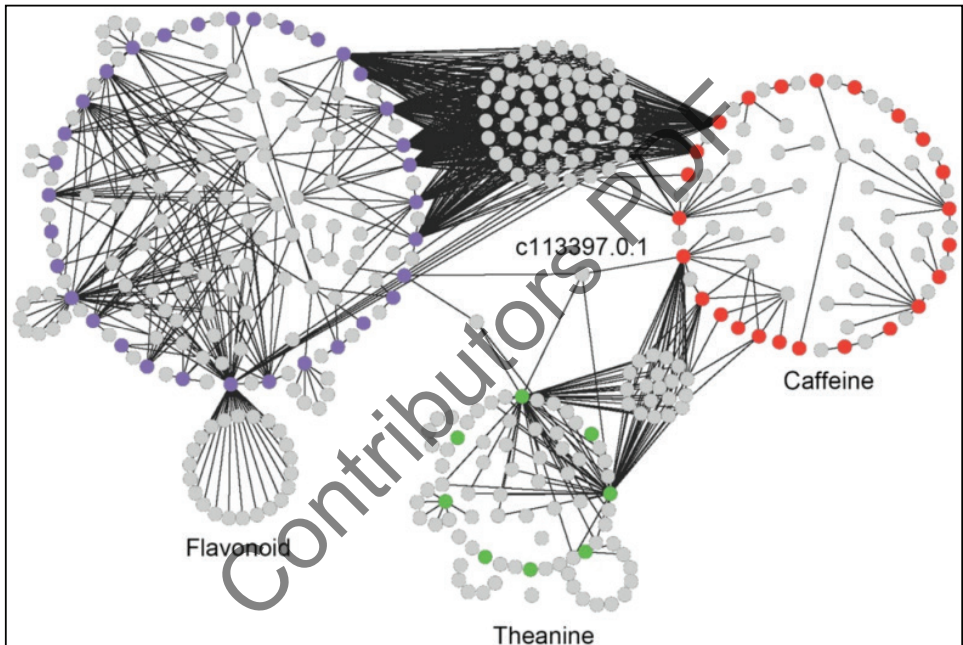 c113397.0.1
Caffeine
Flavonoid
Theanine
Contributors PDF